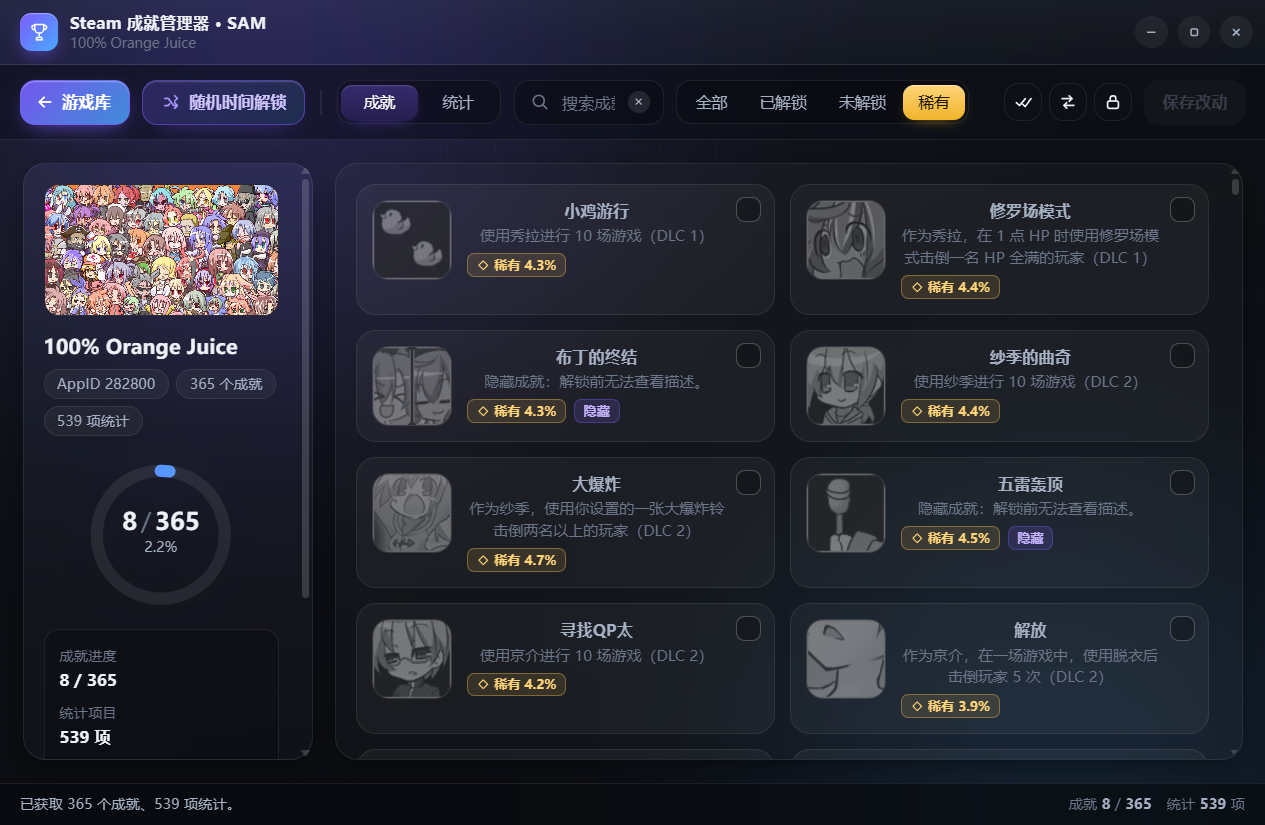 Steam 成就管理器 • SAM
100% Orange Juice
游戏库
随机时间解锁
成就
统计
搜索成
全部
已解锁
未解锁
稀有
保存改动
100% Orange Juice
AppID 282800
365 个成就
539 项统计
8 / 365
2.2%
成就进度
8 / 365
统计项目
539 项
小鸡游行
使用秀拉进行 10 场游戏（DLC 1）
◇ 稀有 4.3%
修罗场模式
作为秀拉，在 1 点 HP 时使用修罗场模
式击倒一名 HP 全满的玩家（DLC 1）
◇ 稀有 4.4%
布丁的终结
隐藏成就：解锁前无法查看描述。
◇ 稀有 4.3%
隐藏
纱季的曲奇
使用纱季进行 10 场游戏（DLC 2）
◇ 稀有 4.4%
大爆炸
作为纱季，使用你设置的一张大爆炸铃
击倒两名以上的玩家（DLC 2）
◇ 稀有 4.7%
五雷轰顶
隐藏成就：解锁前无法查看描述。
◇ 稀有 4.5%
隐藏
寻找QP太
使用京介进行 10 场游戏（DLC 2）
◇ 稀有 4.2%
解放
作为京介，在一场游戏中，使用脱衣后
击倒玩家 5 次（DLC 2）
◇ 稀有 3.9%
已获取 365 个成就、539 项统计。
成就 8 / 365
统计 539 项